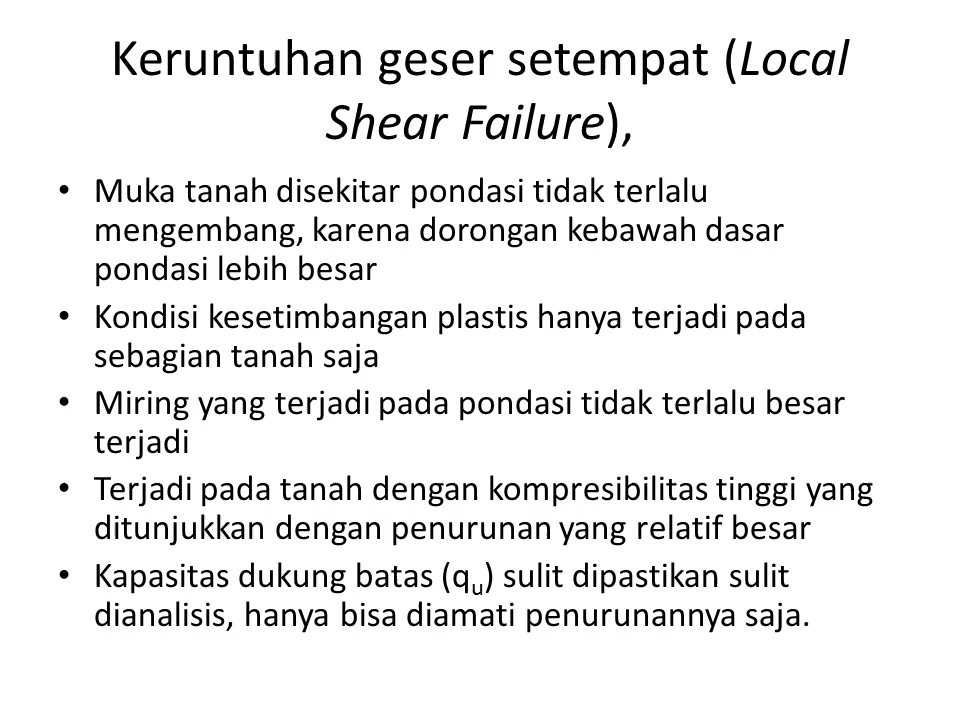 Keruntuhan geser setempat (Local
Shear Failure),
• Muka tanah disekitar pondasi tidak terlalu
mengembang, karena dorongan kebawah dasar
pondasi lebih besar
• Kondisi kesetimbangan plastis hanya terjadi pada
sebagian tanah saja
• Miring yang terjadi pada pondasi tidak terlalu besar
terjadi
• Terjadi pada tanah dengan kompresibilitas tinggi yang
ditunjukkan dengan penurunan yang relatif besar
• Kapasitas dukung batas (qu) sulit dipastikan sulit
dianalisis, hanya bisa diamati penurunannya saja.